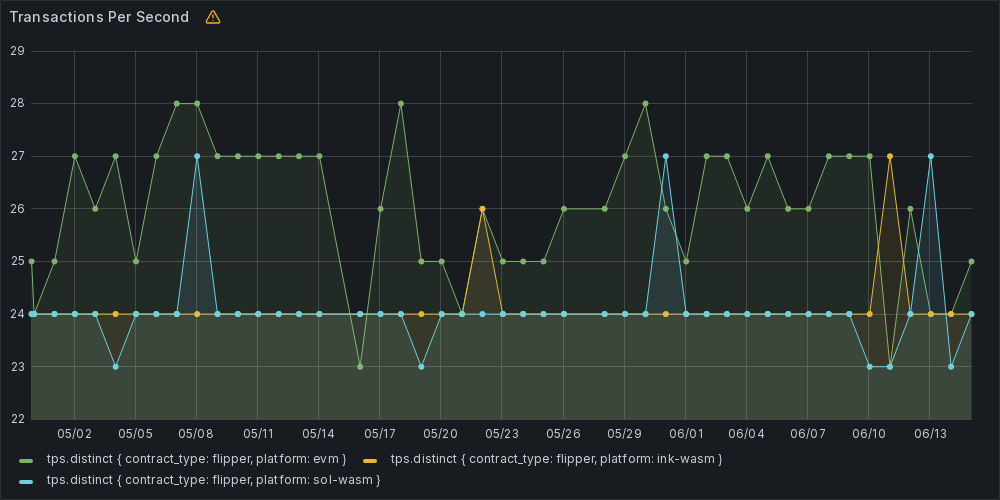 Transactions Per Second
29
28
27
26
25
24
23
22
05/02 05/05 05/08 05/11 05/14 05/17 05/20 05/23 05/26 05/29 06/01 06/04 06/07 06/10 06/13
tps.distinct { contract_type: flipper, platform: evm } tps.distinct { contract_type: flipper, platform: ink-wasm }
tps.distinct { contract_type: flipper, platform: sol-wasm }